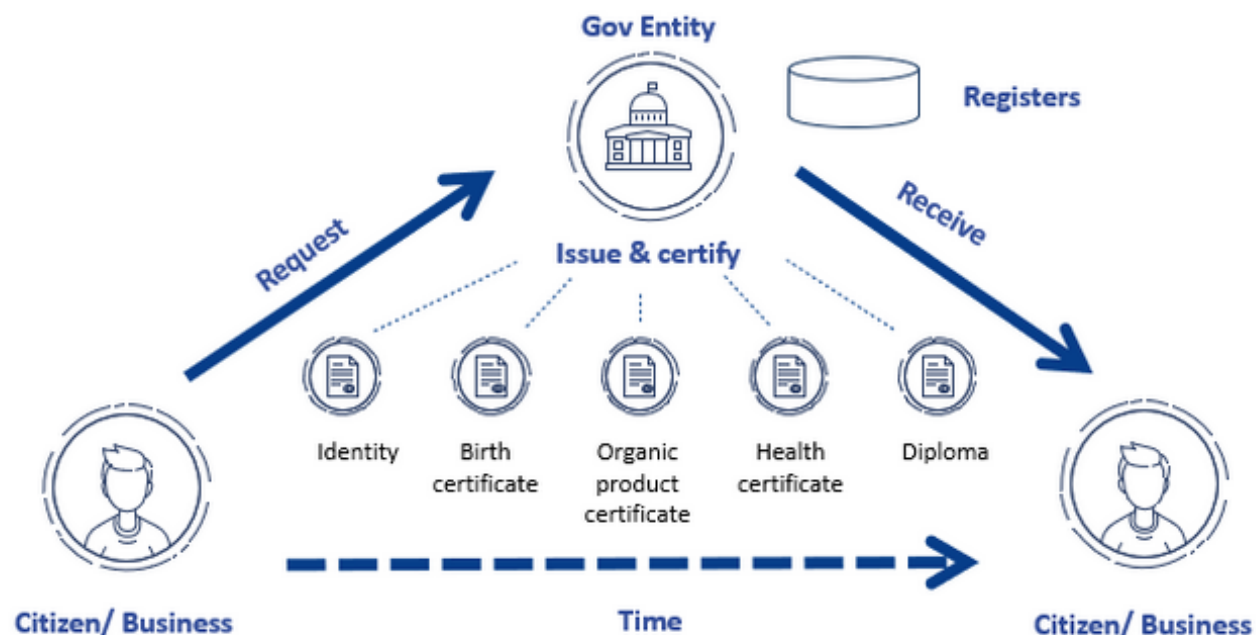 Gov Entity
Registers
Request
Receive
Issue & certify
Identity
Birth
certificate
Organic
product
certificate
Health
certificate
Diploma
Citizen/ Business
Time
Citizen/ Business